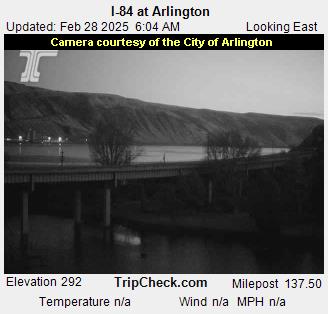 I-84 at Arlington
Updated: Feb 28 2025 6:04 AM Looking East
Camera courtesy of the City of Arlington
Elevation 292 TripCheck.com Milepost 137.50
Temperature n/a Wind n/a MPH n/a